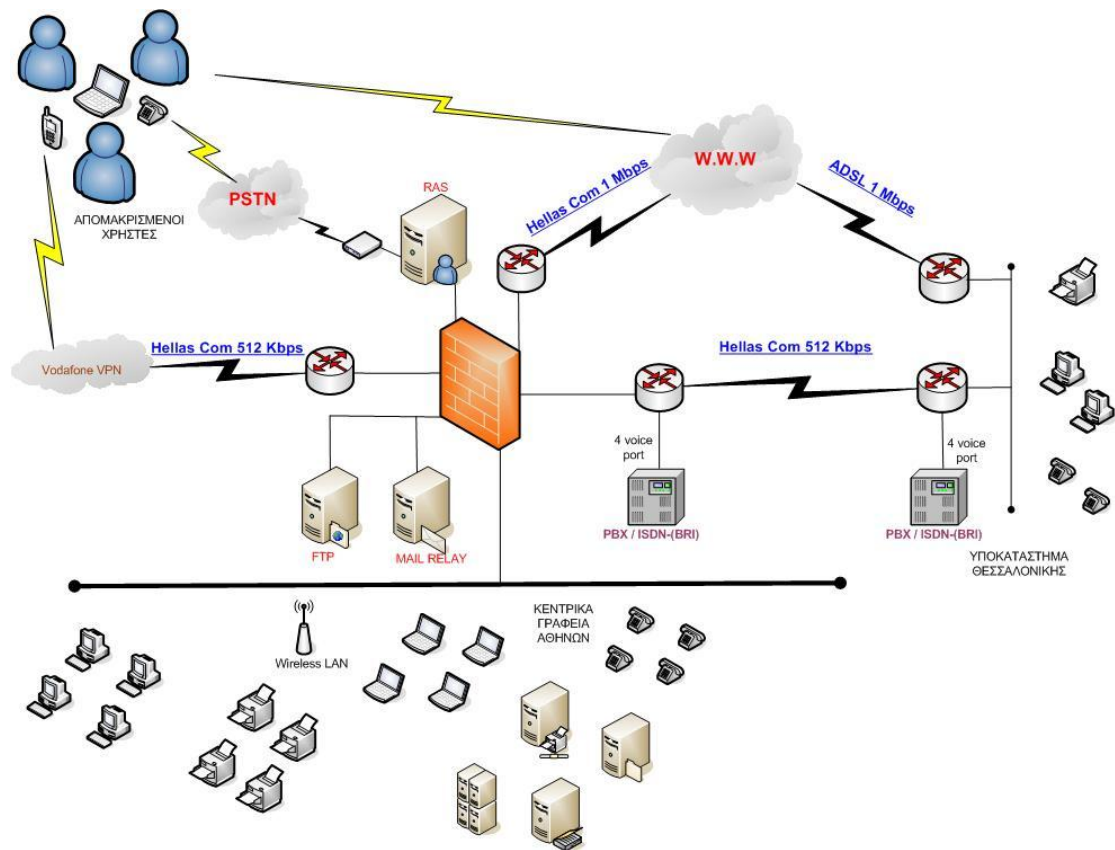 W.W.W
Hellas Com 1 Mbps
ADSL 1 Mbps
PSTN
RAS
ΑΠΟΜΑΚΡΙΣΜΕΝΟΙ
ΧΡΗΣΤΕΣ
Vodafone VPN
Hellas Com 512 Kbps
Hellas Com 512 Kbps
4 voice
port
4 voice
port
FTP
MAIL RELAY
PBX / ISDN-(BRI)
PBX / ISDN-(BRI)
ΥΠΟΚΑΤΑΣΤΗΜΑ
ΘΕΣΣΑΛΟΝΙΚΗΣ
Wireless LAN
ΚΕΝΤΡΙΚΑ
ΓΡΑΦΕΙΑ
ΑΘΗΝΩΝ